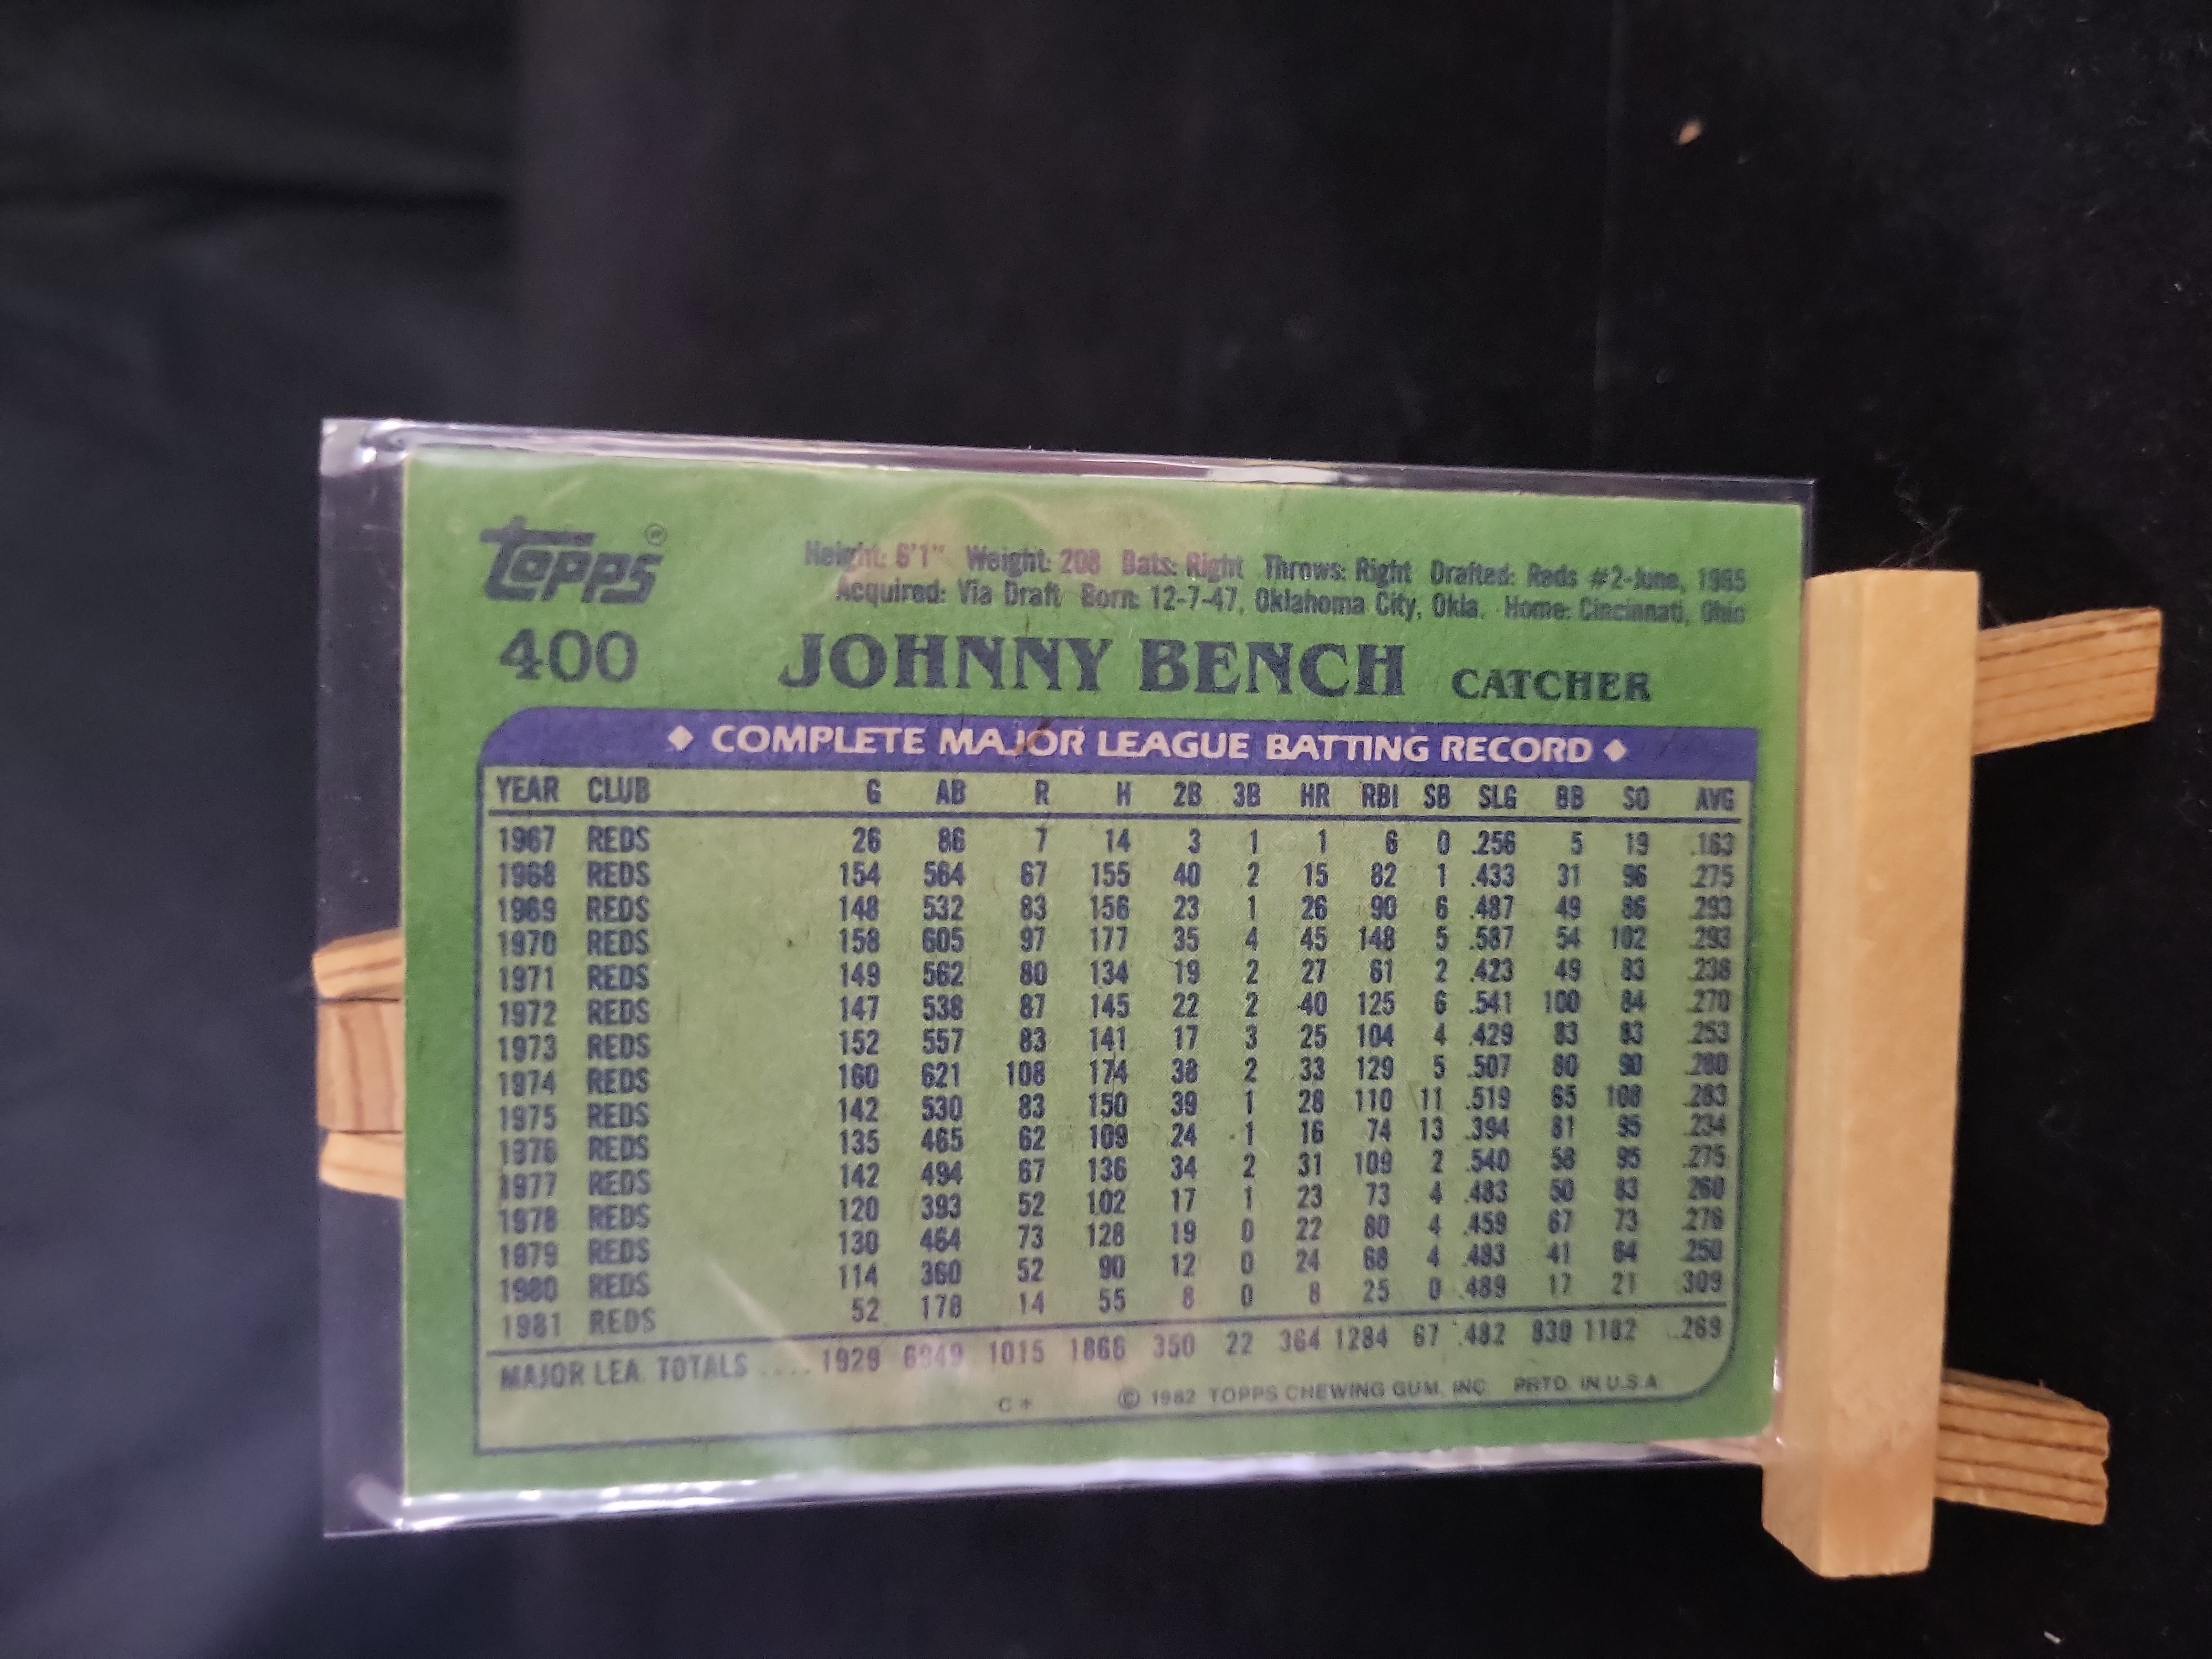 Topps®
Height: 6'1" Weight: 208 Bats: Right Throws: Right Drafted: Reds #2-June, 1965
Acquired: Via Draft Born: 12-7-47, Oklahoma City, Okla. Home: Cincinnati, Ohio
400 JOHNNY BENCH CATCHER
◆ COMPLETE MAJOR LEAGUE BATTING RECORD ◆
YEAR CLUB G AB R H 2B 3B HR RBI SB SLG BB SO AVG
1967 REDS 26 86 7 14 3 1 1 6 0 .256 5 19 .163
1968 REDS 154 564 67 155 40 2 15 82 1 .433 31 96 .275
1969 REDS 148 532 83 156 23 1 26 90 6 .487 49 86 .293
1970 REDS 158 605 97 177 35 4 45 148 5 .587 54 102 .293
1971 REDS 149 562 80 134 19 2 27 61 2 .423 49 83 .238
1972 REDS 147 538 87 145 22 2 40 125 6 .541 100 84 .270
1973 REDS 152 557 83 141 17 3 25 104 4 .429 83 83 .253
1974 REDS 160 621 108 174 38 2 33 129 5 .507 80 90 .280
1975 REDS 142 530 83 150 39 1 28 110 11 .519 65 108 .283
1976 REDS 135 465 62 109 24 1 16 74 13 .394 81 95 .234
1977 REDS 142 494 67 136 34 2 31 109 2 .540 58 95 .275
1978 REDS 120 393 52 102 17 1 23 73 4 .483 50 83 .260
1979 REDS 130 464 73 128 19 0 22 80 4 .459 67 73 .276
1980 REDS 114 360 52 90 12 0 24 68 4 .483 41 64 .250
1981 REDS 52 178 14 55 8 0 8 25 0 .489 17 21 .309
MAJOR LEA. TOTALS .... 1929 6949 1015 1866 350 22 364 1284 67 .482 830 1182 .269
C* © 1982 TOPPS CHEWING GUM, INC. PRTD. IN U.S.A.